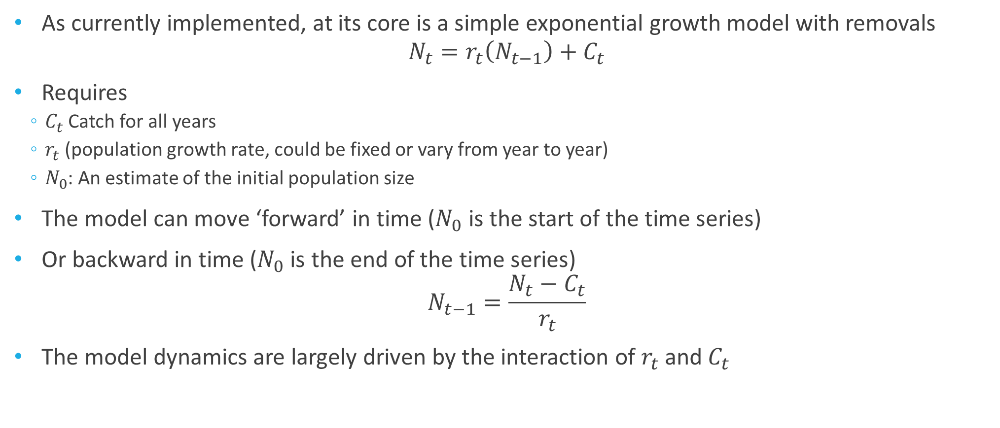 • As currently implemented, at its core is a simple exponential growth model with removals
$N_t = r_t(N_{t-1}) + C_t$
• Requires
◦ $C_t$ Catch for all years
◦ $r_t$ (population growth rate, could be fixed or vary from year to year)
◦ $N_0$: An estimate of the initial population size
• The model can move ‘forward’ in time ($N_0$ is the start of the time series)
• Or backward in time ($N_0$ is the end of the time series)
$N_{t-1} = \frac{N_t - C_t}{r_t}$
• The model dynamics are largely driven by the interaction of $r_t$ and $C_t$